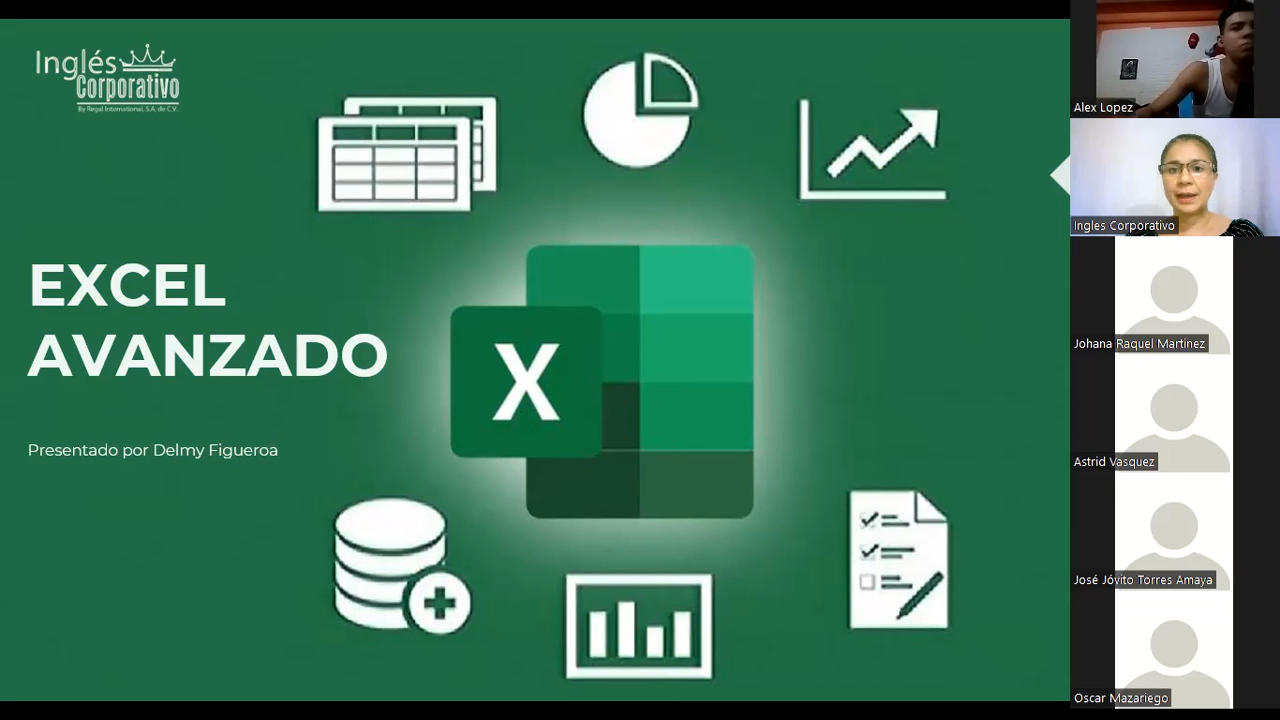 Inglés
Corporativo
By Regal International, S.A. de C.V.
EXCEL
AVANZADO
Presentado por Delmy Figueroa
X
Alex Lopez
Ingles Corporativo
Johana Raquel Martinez
Astrid Vasquez
José Jóvito Torres Amaya
Oscar Mazariego